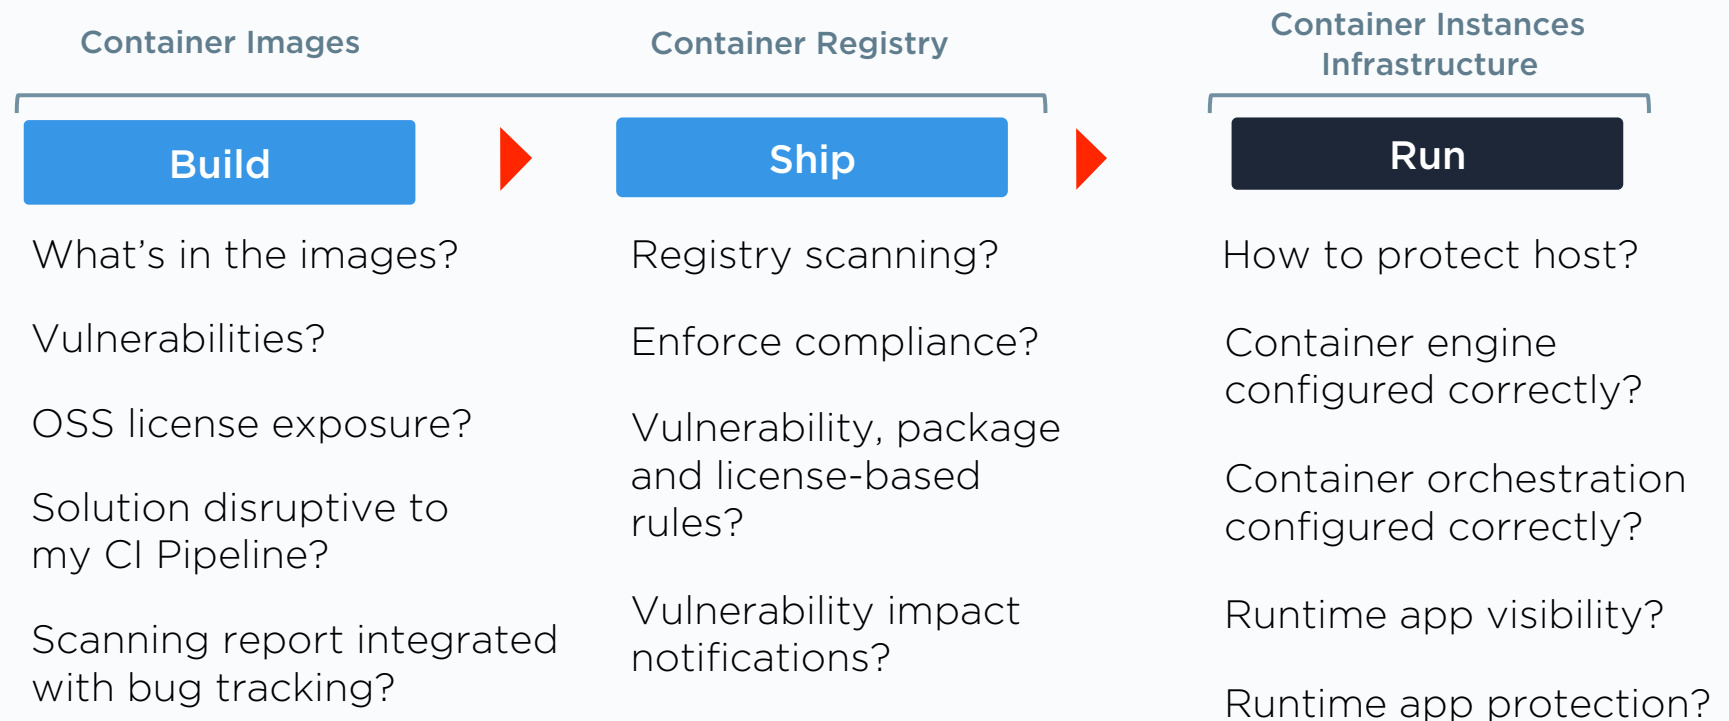 Container Images
Container Registry
Container Instances
Infrastructure
Build
Ship
Run
What’s in the images?
Vulnerabilities?
OSS license exposure?
Solution disruptive to
my CI Pipeline?
Scanning report integrated
with bug tracking?
Registry scanning?
Enforce compliance?
Vulnerability, package
and license-based
rules?
Vulnerability impact
notifications?
How to protect host?
Container engine
configured correctly?
Container orchestration
configured correctly?
Runtime app visibility?
Runtime app protection?